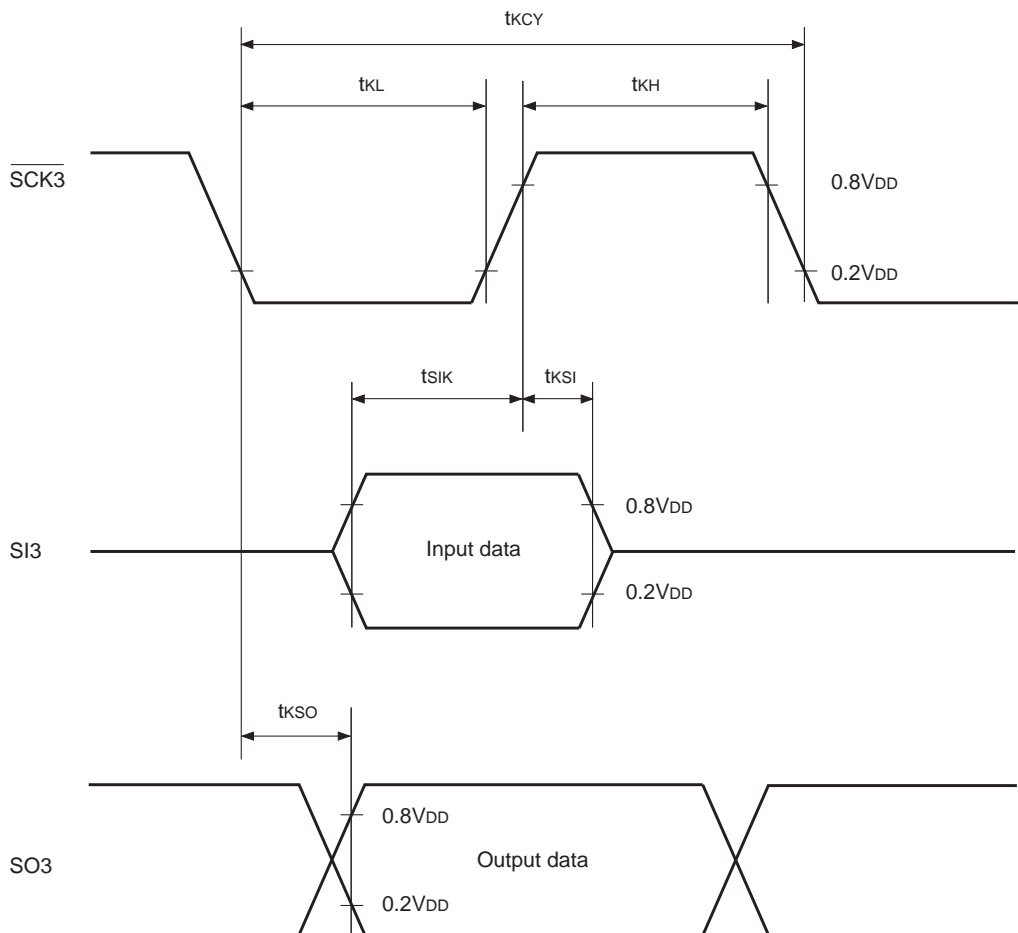 tKCY
tKL
tKH
SCK3
0.8VDD
0.2VDD
tSIK
tKSI
0.8VDD
SI3
Input data
0.2VDD
tKSO
0.8VDD
SO3
Output data
0.2VDD